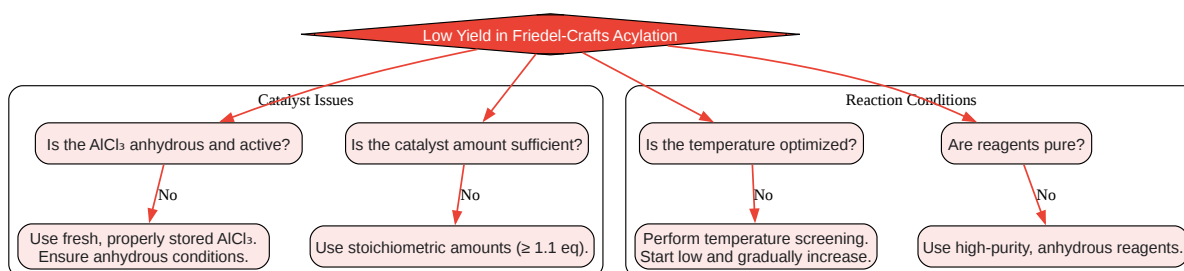 Low Yield in Friedel-Crafts Acylation
Catalyst Issues
Reaction Conditions
Is the AlCl₃ anhydrous and active?
Is the catalyst amount sufficient?
Is the temperature optimized?
Are reagents pure?
No
No
No
No
Use fresh, properly stored AlCl₃.
Ensure anhydrous conditions.
Use stoichiometric amounts (≥ 1.1 eq).
Perform temperature screening.
Start low and gradually increase.
Use high-purity, anhydrous reagents.